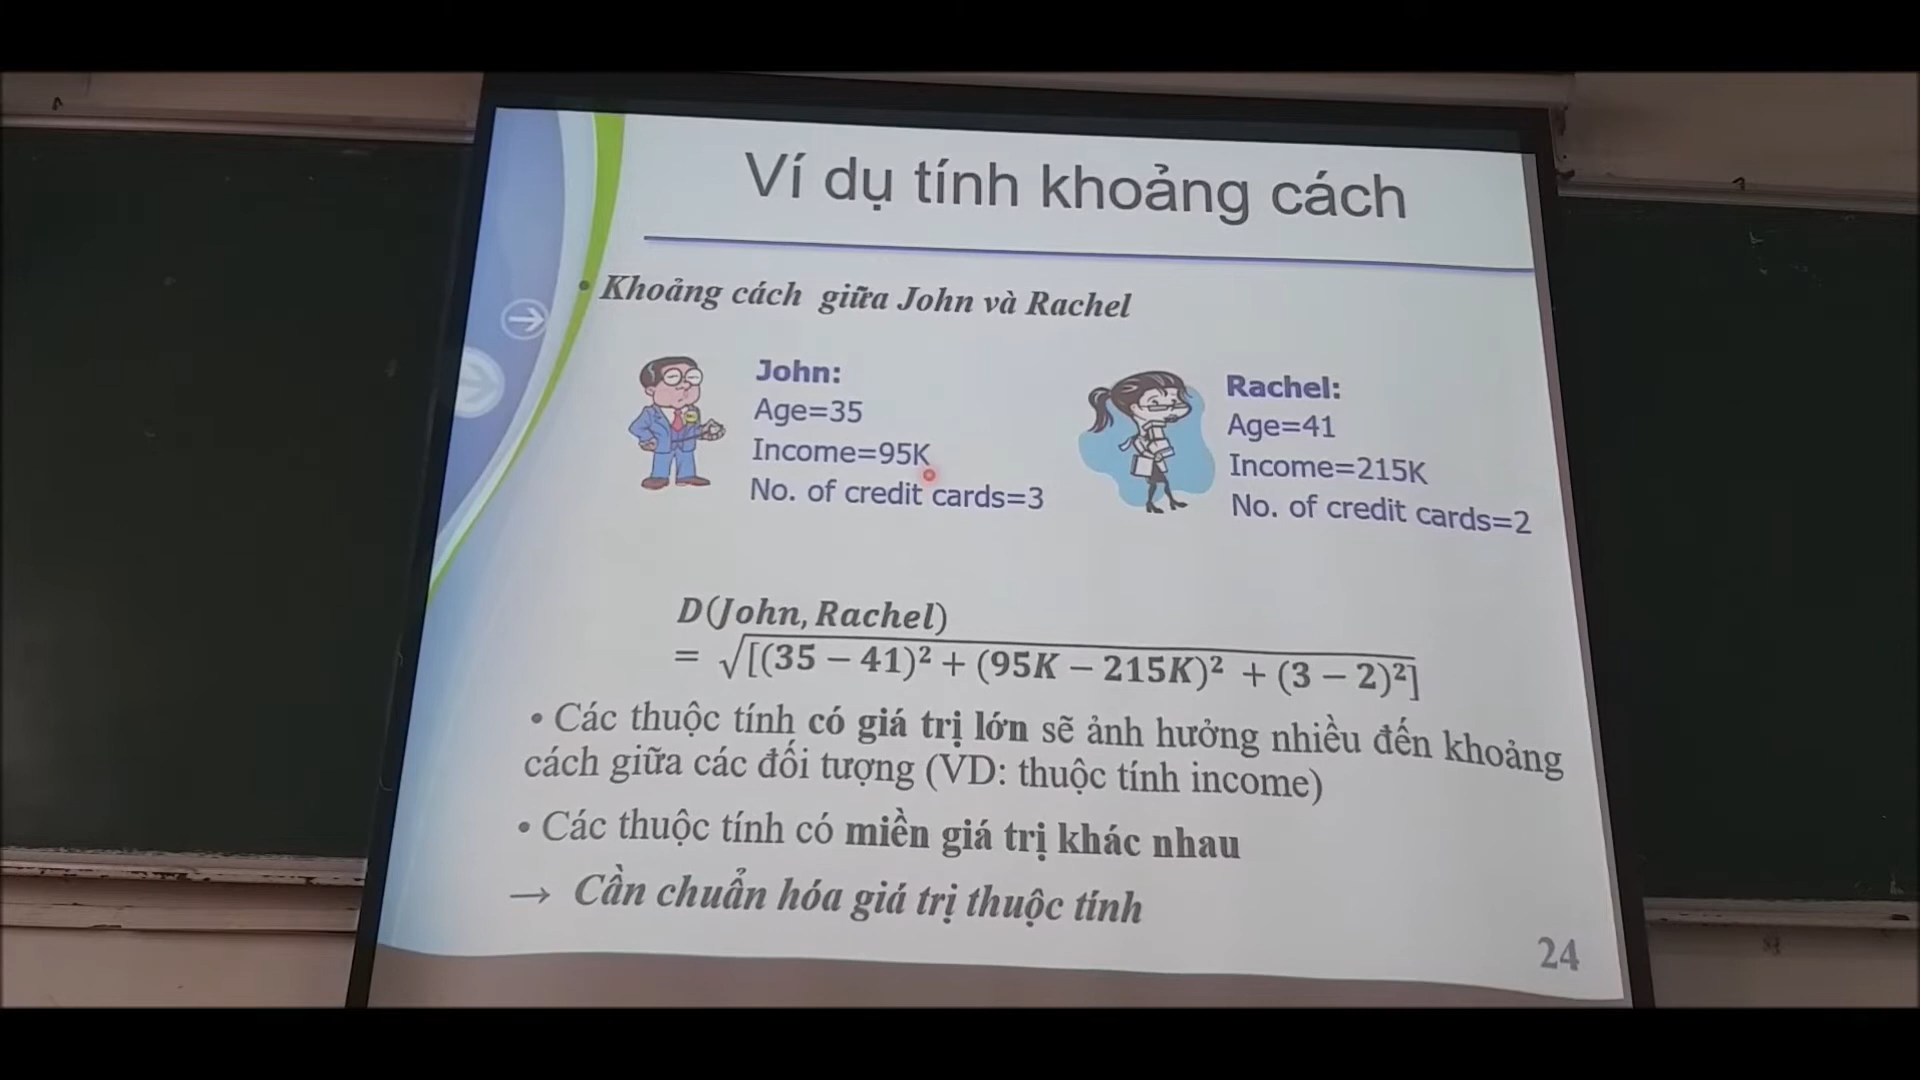 Ví dụ tính khoảng cách
• Khoảng cách giữa John và Rachel
John:
Age=35
Income=95K
No. of credit cards=3
Rachel:
Age=41
Income=215K
No. of credit cards=2
D(John, Rachel)
= √[(35 − 41)² + (95K − 215K)² + (3 − 2)²]
• Các thuộc tính có giá trị lớn sẽ ảnh hưởng nhiều đến khoảng
cách giữa các đối tượng (VD: thuộc tính income)
• Các thuộc tính có miền giá trị khác nhau
→ Cần chuẩn hóa giá trị thuộc tính
24